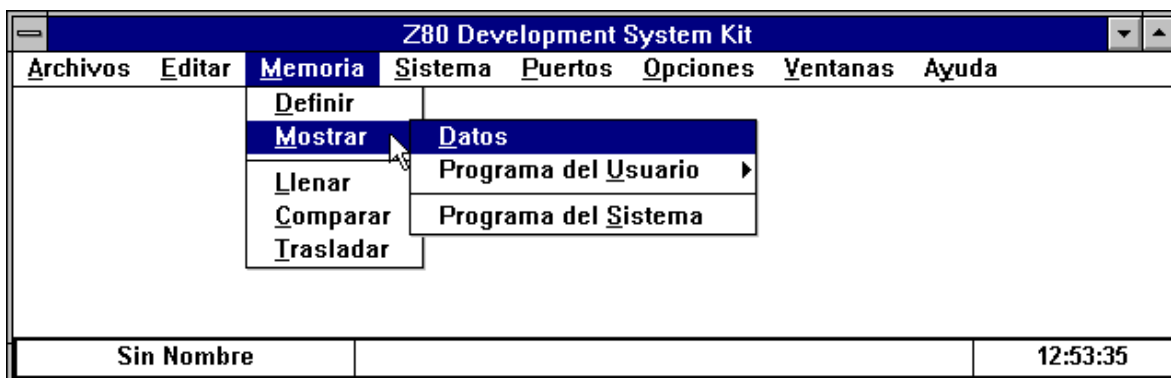 Z80 Development System Kit
Archivos Editar Memoria Sistema Puertos Opciones Ventanas Ayuda
Definir
Mostrar
Datos
Programa del Usuario
Llenar
Programa del Sistema
Comparar
Trasladar
Sin Nombre 12:53:35